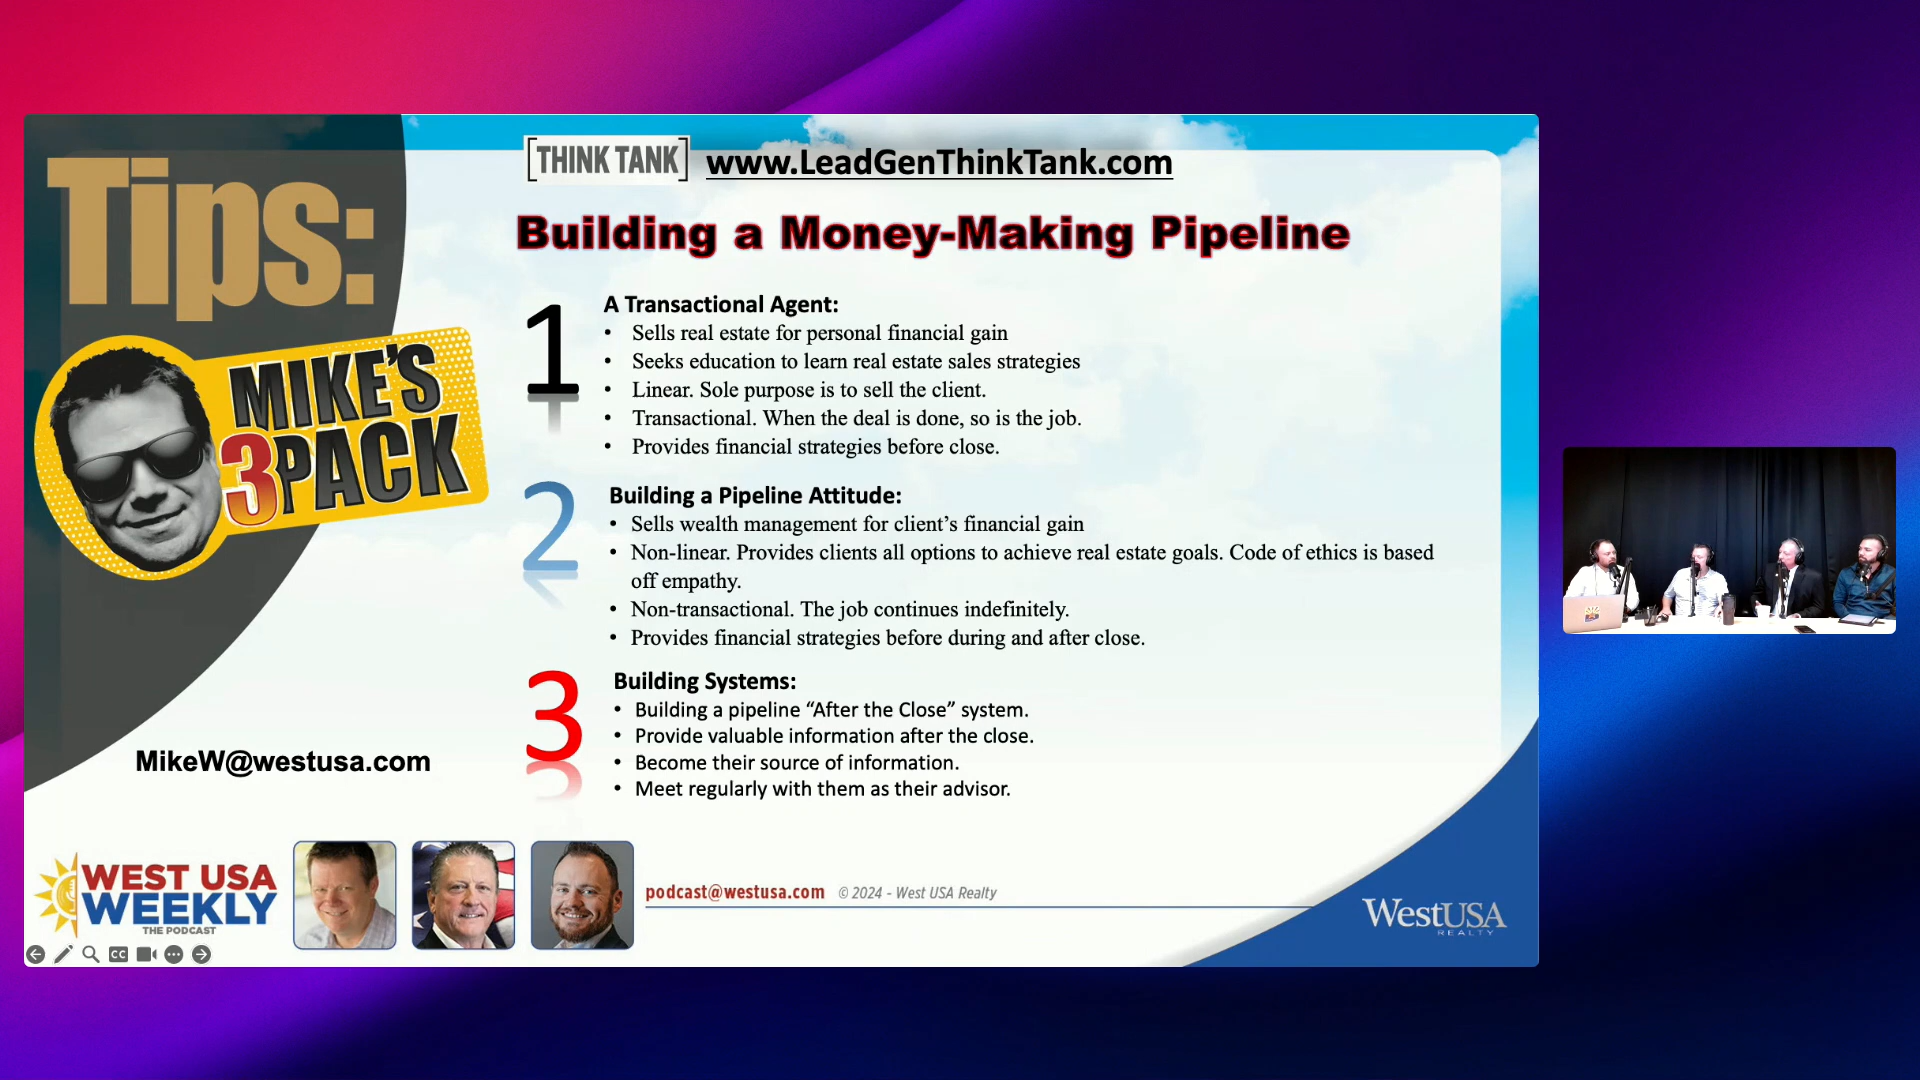 Tips:
MIKE'S
3PACK
MikeW@westusa.com
[THINK TANK] www.LeadGenThinkTank.com
Building a Money-Making Pipeline
1
A Transactional Agent:
• Sells real estate for personal financial gain
• Seeks education to learn real estate sales strategies
• Linear. Sole purpose is to sell the client.
• Transactional. When the deal is done, so is the job.
• Provides financial strategies before close.
2
Building a Pipeline Attitude:
• Sells wealth management for client’s financial gain
• Non-linear. Provides clients all options to achieve real estate goals. Code of ethics is based
off empathy.
• Non-transactional. The job continues indefinitely.
• Provides financial strategies before during and after close.
3
Building Systems:
• Building a pipeline “After the Close” system.
• Provide valuable information after the close.
• Become their source of information.
• Meet regularly with them as their advisor.
WEST USA
WEEKLY
THE PODCAST
podcast@westusa.com © 2024 - West USA Realty
WestUSA
REALTY
CC